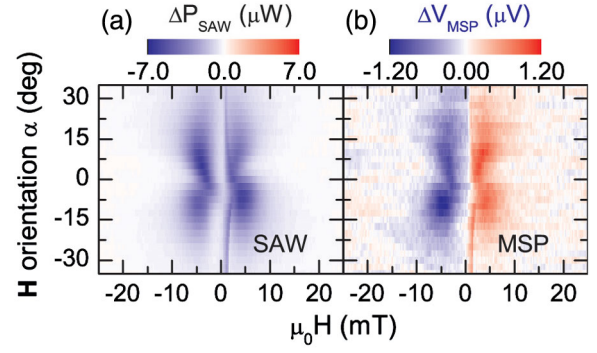 (a) ΔP_SAW (μW) (b) ΔV_MSP (μV)
-7.0 0.0 7.0 -1.20 0.00 1.20
H orientation α (deg)
30
15
0
-15
-30
SAW MSP
-20 -10 0 10 20 -20 -10 0 10 20
μ₀H (mT)